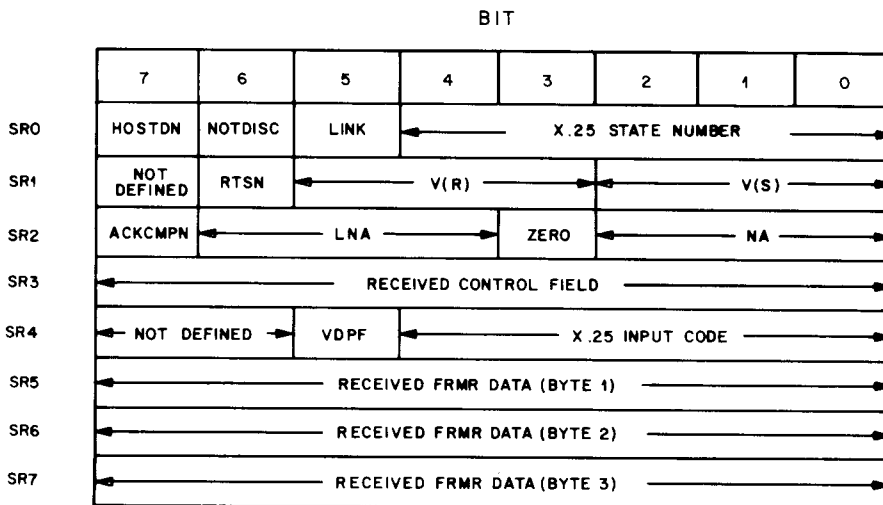 BIT
7 6 5 4 3 2 1 0
SR0 HOSTDN NOTDISC LINK X.25 STATE NUMBER
SR1 NOT DEFINED RTSN V(R) V(S)
SR2 ACKCMPN LNA ZERO NA
SR3 RECEIVED CONTROL FIELD
SR4 NOT DEFINED VDPF X.25 INPUT CODE
SR5 RECEIVED FRMR DATA (BYTE 1)
SR6 RECEIVED FRMR DATA (BYTE 2)
SR7 RECEIVED FRMR DATA (BYTE 3)